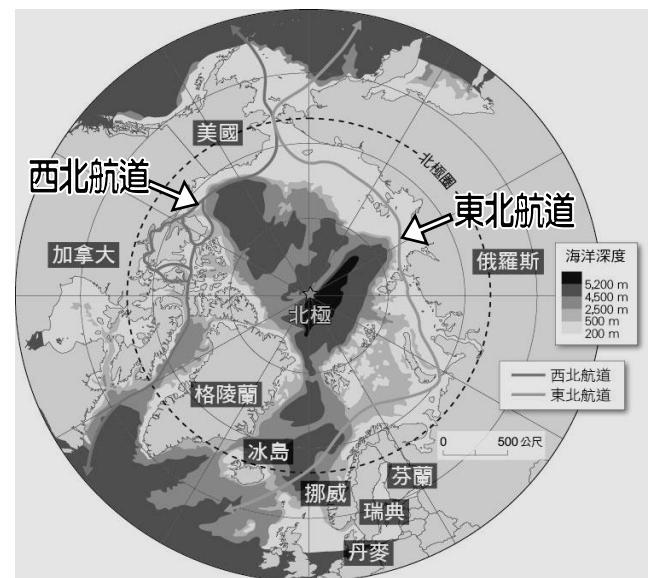 美國
西北航道
北極圈
東北航道
加拿大
俄羅斯
海洋深度
5,200 m
4,500 m
2,500 m
500 m
200 m
北極
西北航道
東北航道
格陵蘭
0 500公尺
冰島
芬蘭
挪威
瑞典
丹麥